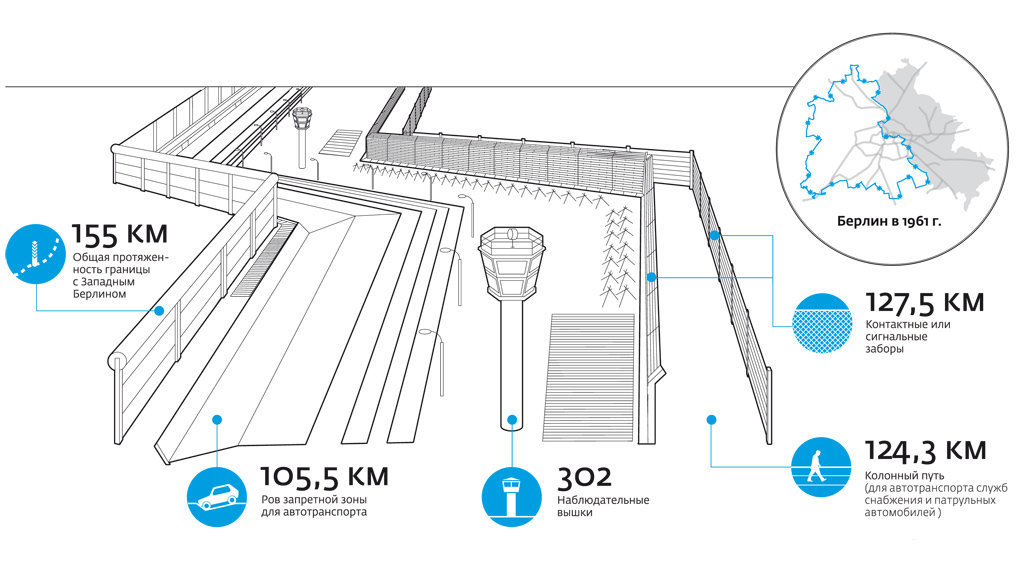 Берлин в 1961 г.
155 КМ
Общая протяжен-
ность границы
с Западным
Берлином
127,5 КМ
Контактные или
сигнальные
заборы
105,5 КМ
Ров запретной зоны
для автотранспорта
302
Наблюдательные
вышки
124,3 КМ
Колонный путь
(для автотранспорта служб
снабжения и патрульных
автомобилей )